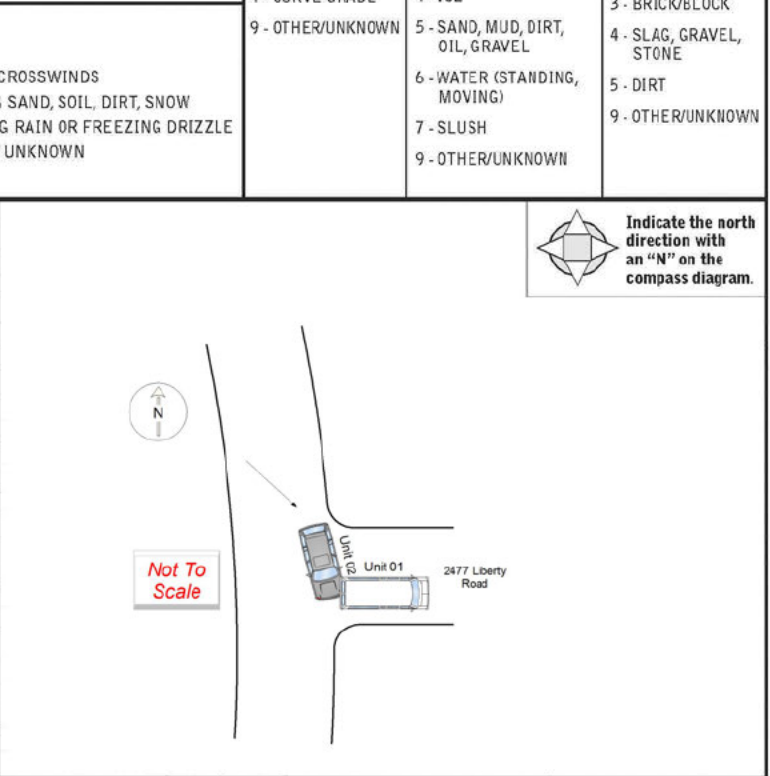 9 - OTHER/UNKNOWN
5 - SAND, MUD, DIRT,
OIL, GRAVEL
6 - WATER (STANDING,
MOVING)
7 - SLUSH
9 - OTHER/UNKNOWN
3 - BRICK/BLOCK
4 - SLAG, GRAVEL,
STONE
5 - DIRT
9 - OTHER/UNKNOWN
CROSSWINDS
SAND, SOIL, DIRT, SNOW
G RAIN OR FREEZING DRIZZLE
UNKNOWN
Indicate the north
direction with
an “N” on the
compass diagram.
N
Not To
Scale
Unit 02
Unit 01
2477 Liberty
Road